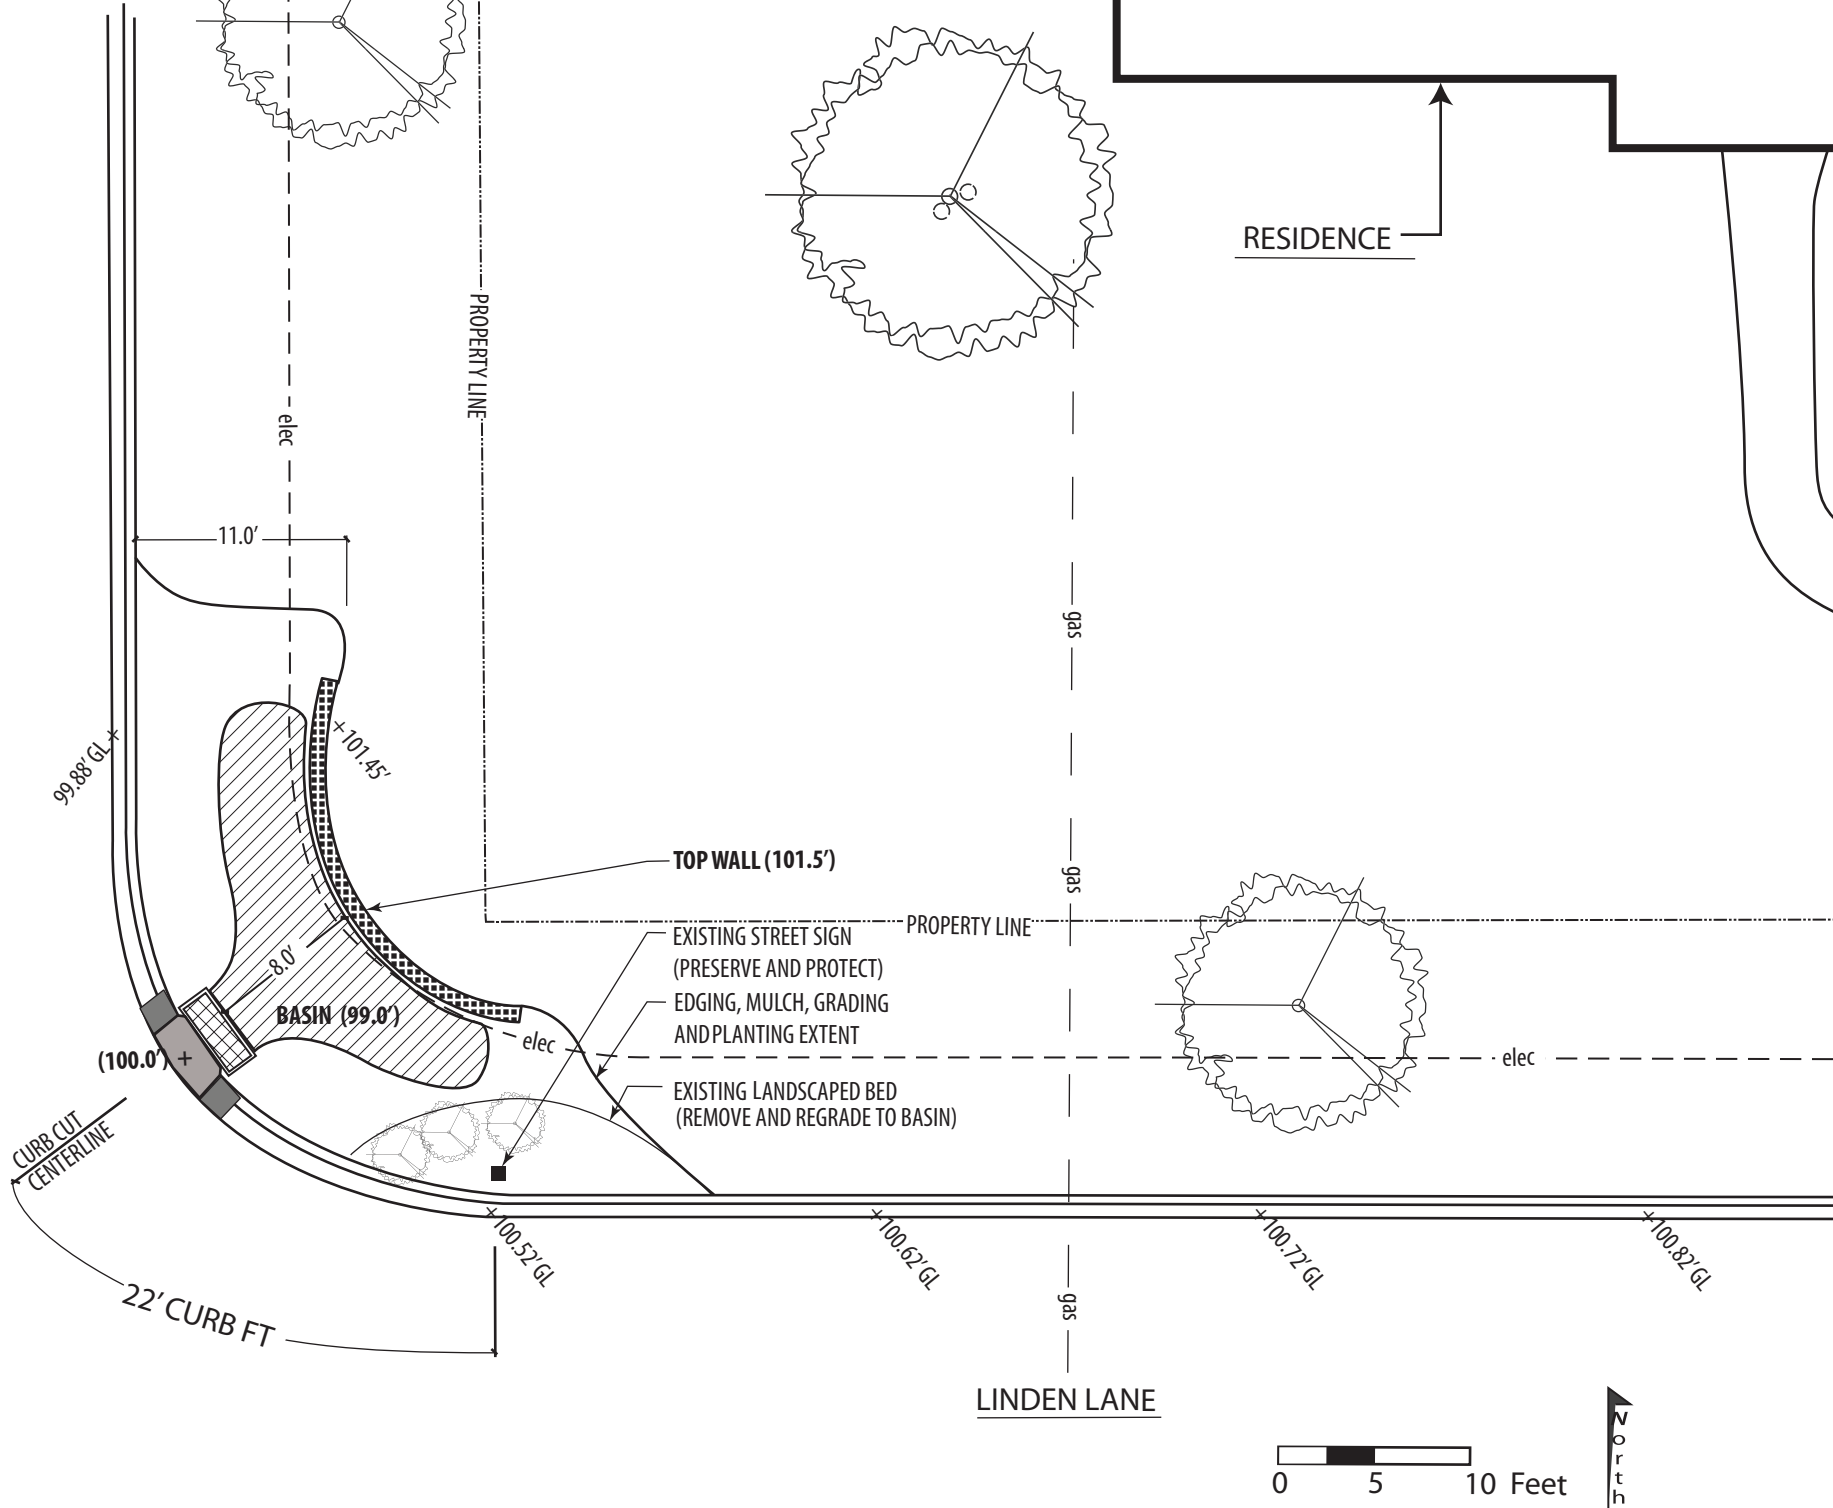 RESIDENCE
PROPERTY LINE
elec
11.0'
gas
99.88' GL
101.45'
TOP WALL (101.5')
gas
PROPERTY LINE
EXISTING STREET SIGN
(PRESERVE AND PROTECT)
8.0'
EDGING, MULCH, GRADING
AND PLANTING EXTENT
BASIN (99.0')
elec
elec
(100.0')
EXISTING LANDSCAPED BED
(REMOVE AND REGRADE TO BASIN)
CURB CUT
CENTERLINE
100.52' GL
100.62' GL
100.72' GL
100.82' GL
22' CURB FT
gas
LINDEN LANE
North
0 5 10 Feet